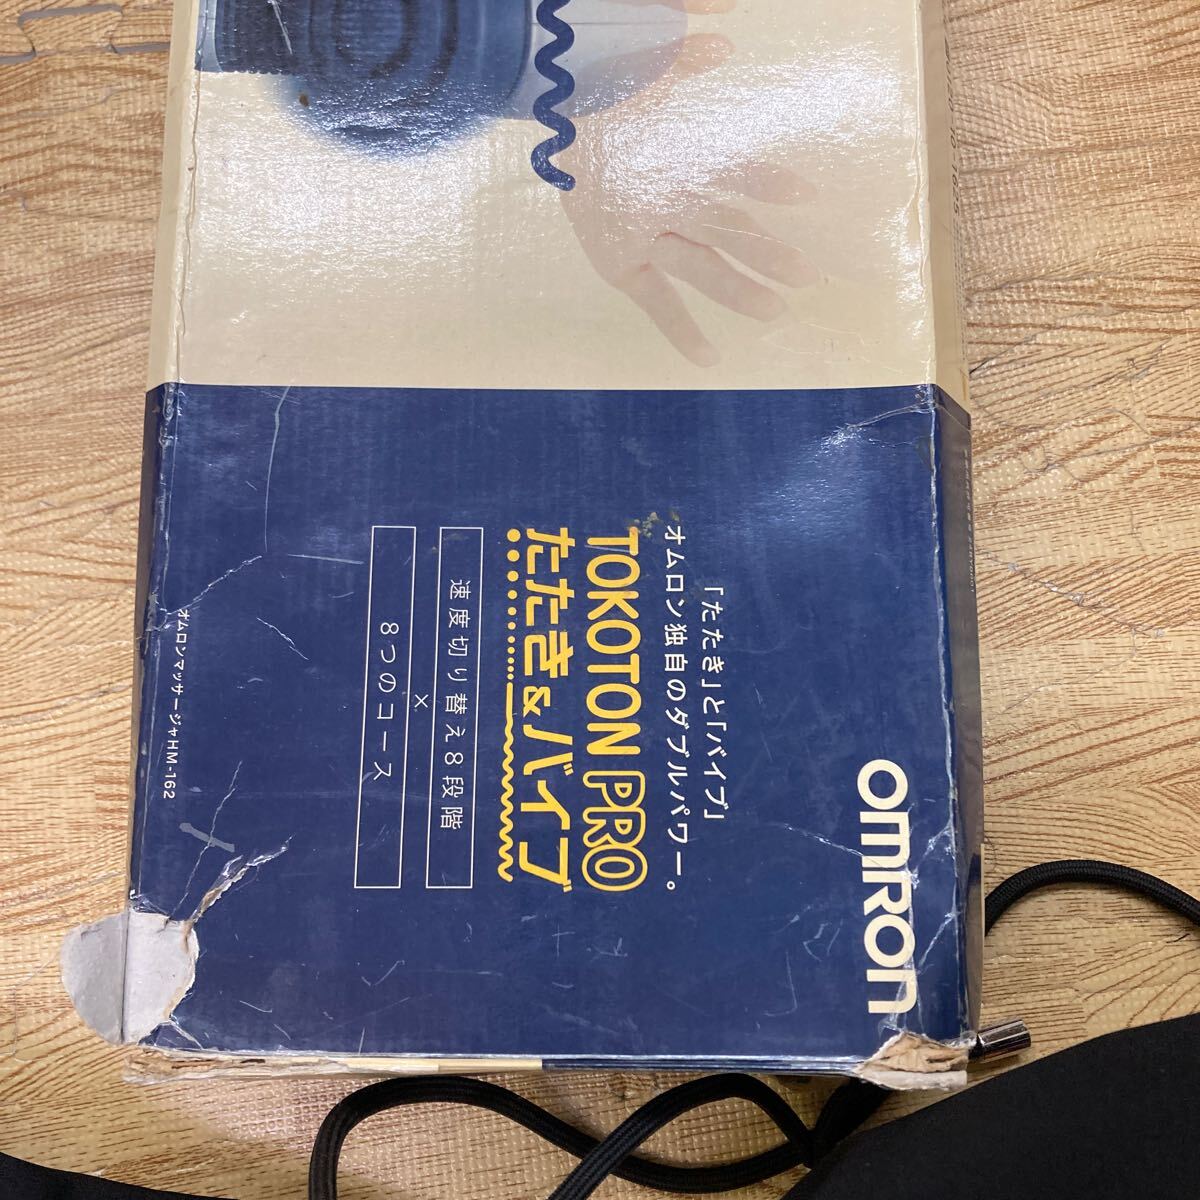 OMRON
「たたき」と「バイブ」
オムロン独自のダブルパワー。
TOKOTON PRO
たたき&バイブ
速度切り替え8段階
×
8つのコース
オムロンマッサージャHM-162